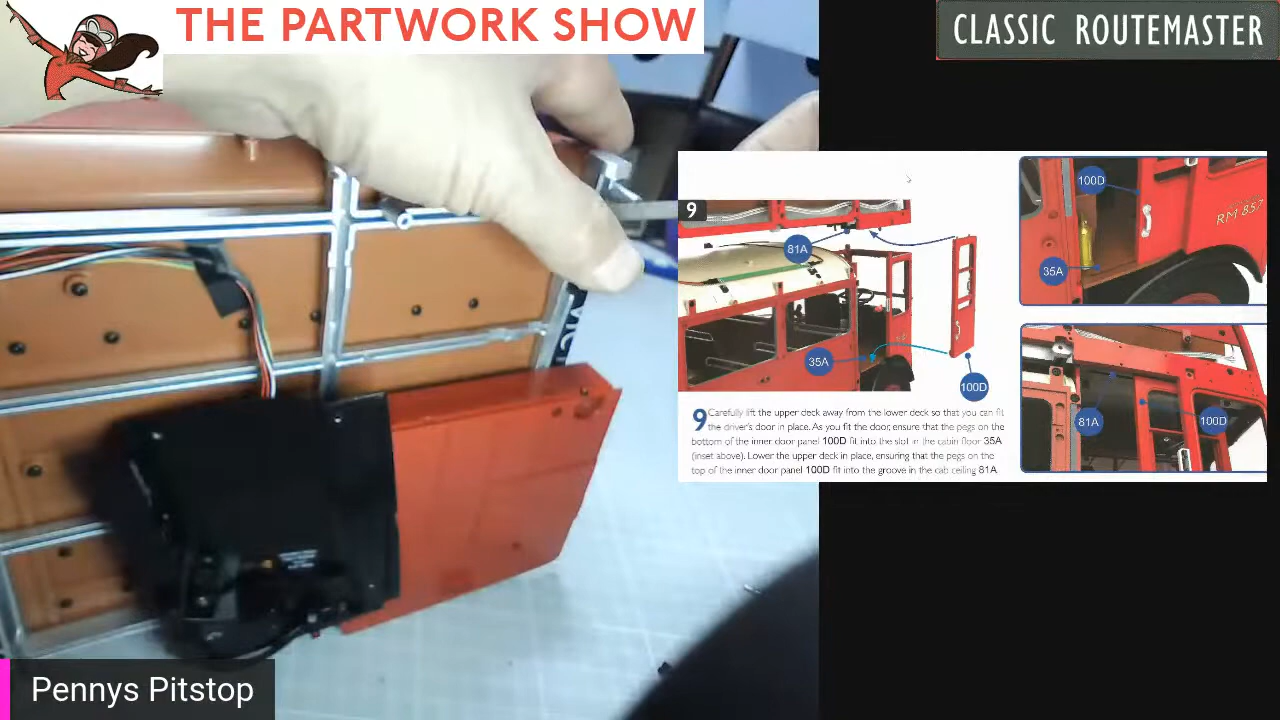 THE PARTWORK SHOW
CLASSIC ROUTEMASTER
9
81A
35A
100D
100D
35A
RM 857
81A
100D
9 Carefully lift the upper deck away from the lower deck so that you can fit
the driver's door in place. As you fit the door, ensure that the pegs on the
bottom of the inner door panel 100D fit into the slot in the cabin floor 35A
(inset above). Lower the upper deck in place, ensuring that the pegs on the
top of the inner door panel 100D fit into the groove in the cab ceiling 81A.
Pennys Pitstop